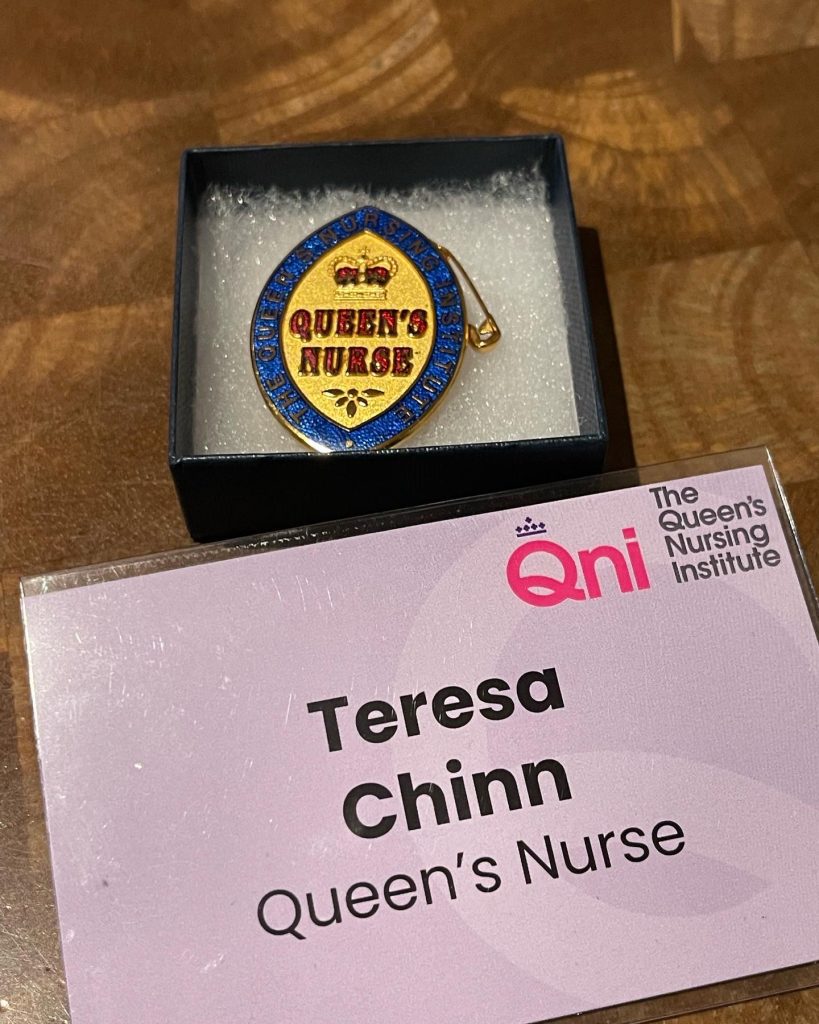 THE QUEEN'S NURSING INSTITUTE
QUEEN'S
NURSE
Qni
The
Queen's
Nursing
Institute
Teresa
Chinn
Queen's Nurse